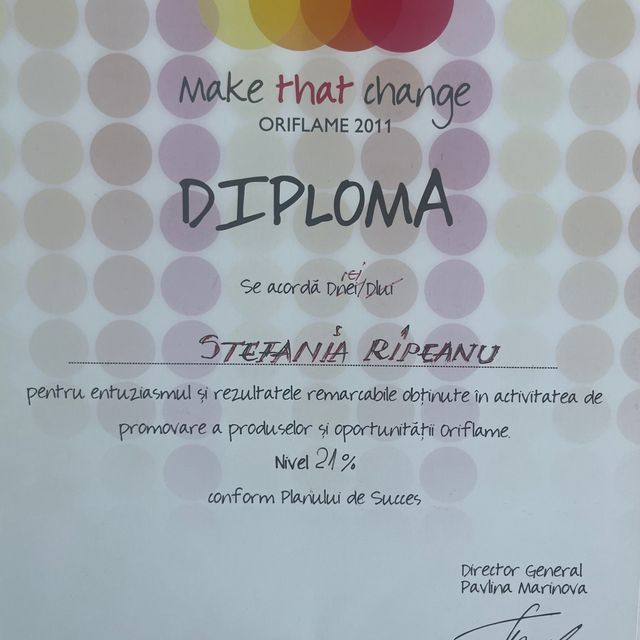 Make that change
ORIFLAME 2011
DIPLOMA
Se acordă Dnei/Dlui
STEFANIA RÎPEANU
pentru entuziasmul și rezultatele remarcabile obținute în activitatea de
promovare a produselor și oportunității Oriflame.
Nivel 21%
conform Planului de Succes
Director General
Pavlina Marinova